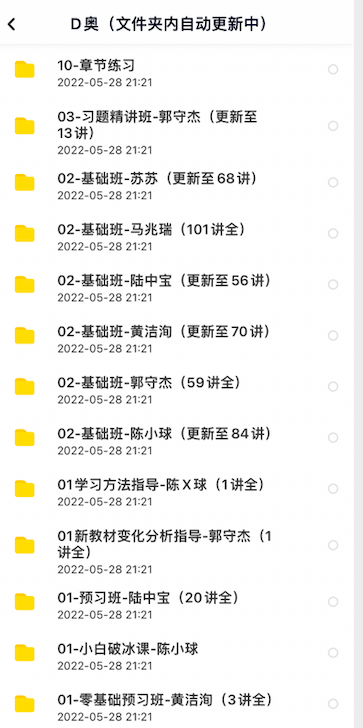 D奥（文件夹内自动更新中）
10-章节练习
2022-05-28 21:21
03-习题精讲班-郭守杰（更新至
13讲）
2022-05-28 21:21
02-基础班-苏苏（更新至68讲）
2022-05-28 21:21
02-基础班-马兆瑞（101讲全）
2022-05-28 21:21
02-基础班-陆中宝（更新至56讲）
2022-05-28 21:21
02-基础班-黄洁洵（更新至70讲）
2022-05-28 21:21
02-基础班-郭守杰（59讲全）
2022-05-28 21:21
02-基础班-陈小球（更新至84讲）
2022-05-28 21:21
01学习方法指导-陈X球（1讲全）
2022-05-28 21:21
01新教材变化分析指导-郭守杰（1
讲全）
2022-05-28 21:21
01-预习班-陆中宝（20讲全）
2022-05-28 21:21
01-小白破冰课-陈小球
2022-05-28 21:21
01-零基础预习班-黄洁洵（3讲全）
2022-05-28 21:21